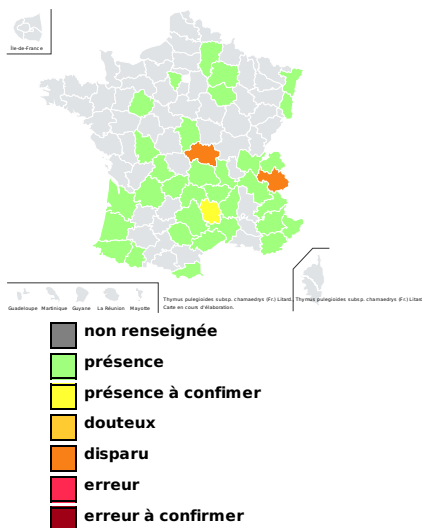 Île-de-France
Guadeloupe Martinique Guyane La Réunion Mayotte
Thymus pulegioides subsp. chamaedrys (Fr.) Litard. Thymus pulegioides subsp. chamaedrys (Fr.) Litard
Carte en cours d'élaboration.
non renseignée
présence
présence à confimer
douteux
disparu
erreur
erreur à confirmer